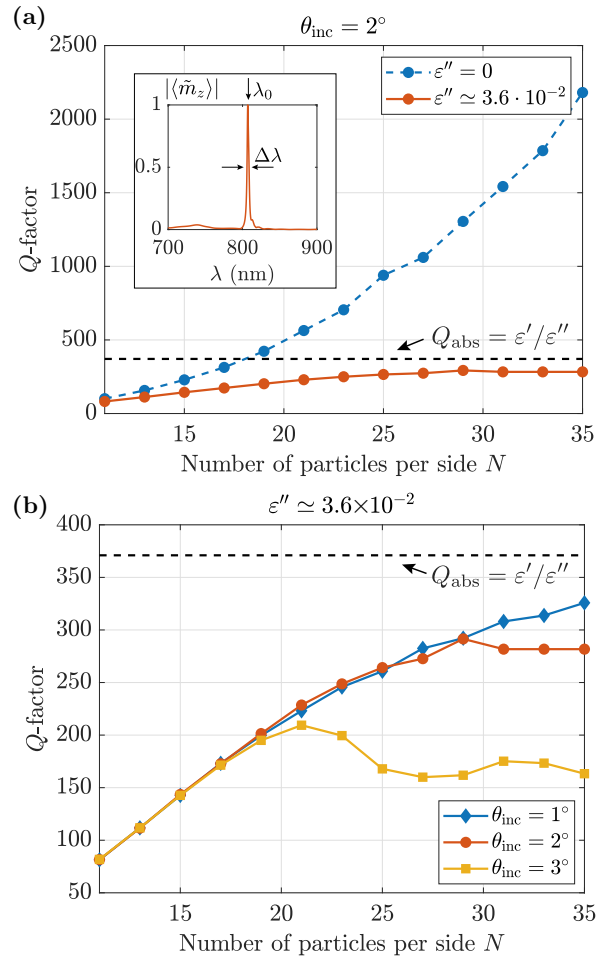 (a)
θinc = 2°
2500
2000
1500
1000
500
0
Q-factor
15
20
25
30
35
Number of particles per side N
ε″ = 0
ε″ ≃ 3.6 · 10⁻²
Qabs = ε′/ε″
|⟨m̃z⟩|
λ0
Δλ
1
0.5
0
700
800
900
λ (nm)
(b)
ε″ ≃ 3.6×10⁻²
400
350
300
250
200
150
100
50
Q-factor
Qabs = ε′/ε″
θinc = 1°
θinc = 2°
θinc = 3°
15
20
25
30
35
Number of particles per side N